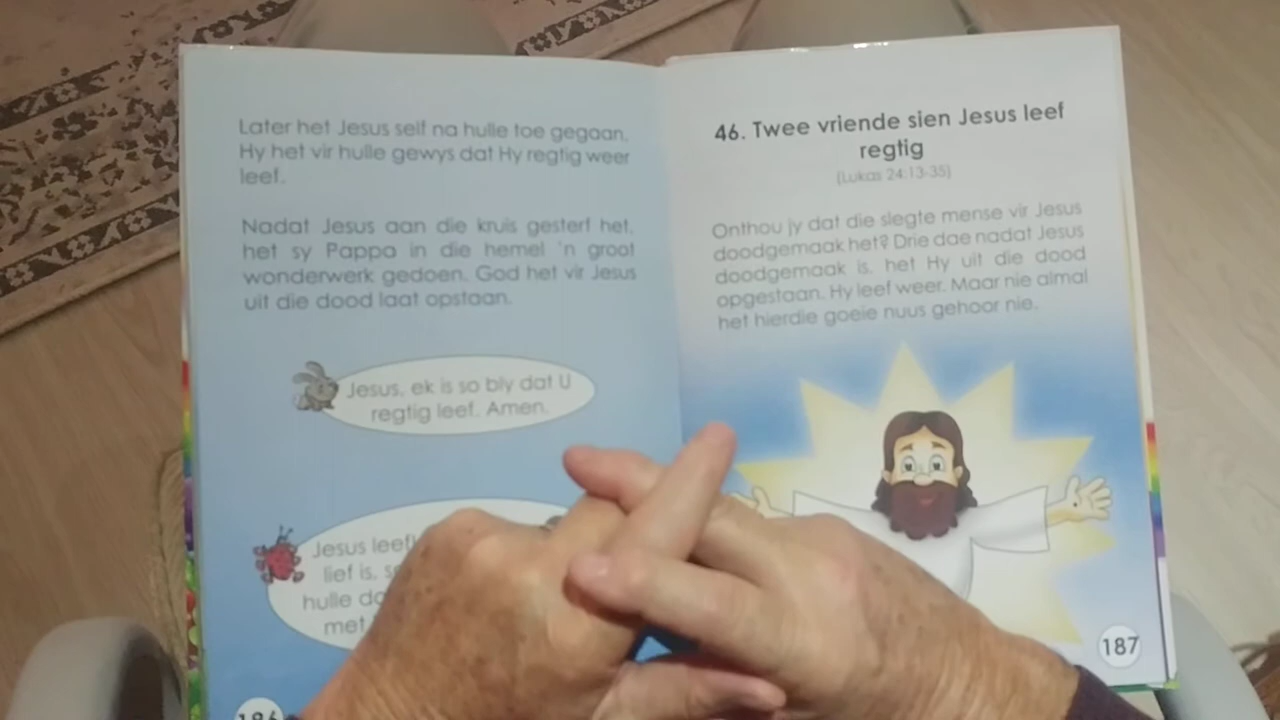 Later het Jesus self na hulle toe gegaan.
Hy het vir hulle gewys dat Hy regtig weer
leef.
Nadat Jesus aan die kruis gesterf het,
het sy Pappa in die hemel 'n groot
wonderwerk gedoen. God het vir Jesus
uit die dood laat opstaan.
Jesus, ek is so bly dat U
regtig leef. Amen.
Jesus leef!
lief is, s
hulle da
met
186
46. Twee vriende sien Jesus leef
regtig
(Lukas 24:13-35)
Onthou jy dat die slegte mense vir Jesus
doodgemaak het? Drie dae nadat Jesus
doodgemaak is, het Hy uit die dood
opgestaan. Hy leef weer. Maar nie almal
het hierdie goeie nuus gehoor nie.
187